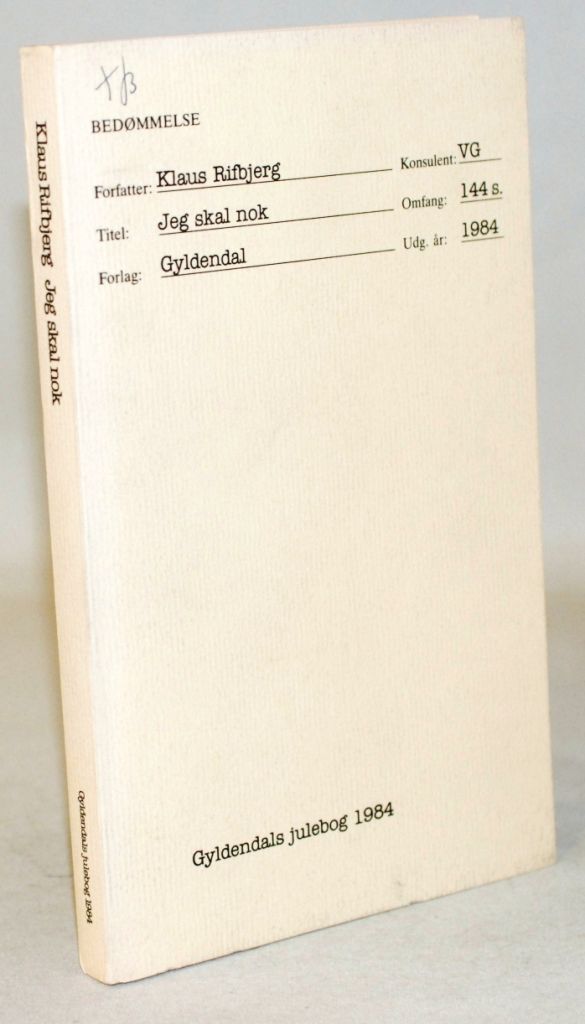 BEDØMMELSE
Forfatter: Klaus Rifbjerg Konsulent: VG
Titel: Jeg skal nok Omfang: 144 s.
Forlag: Gyldendal Udg. år: 1984
Gyldendals julebog 1984
Klaus Rifbjerg Jeg skal nok
Gyldendals julebog 1984